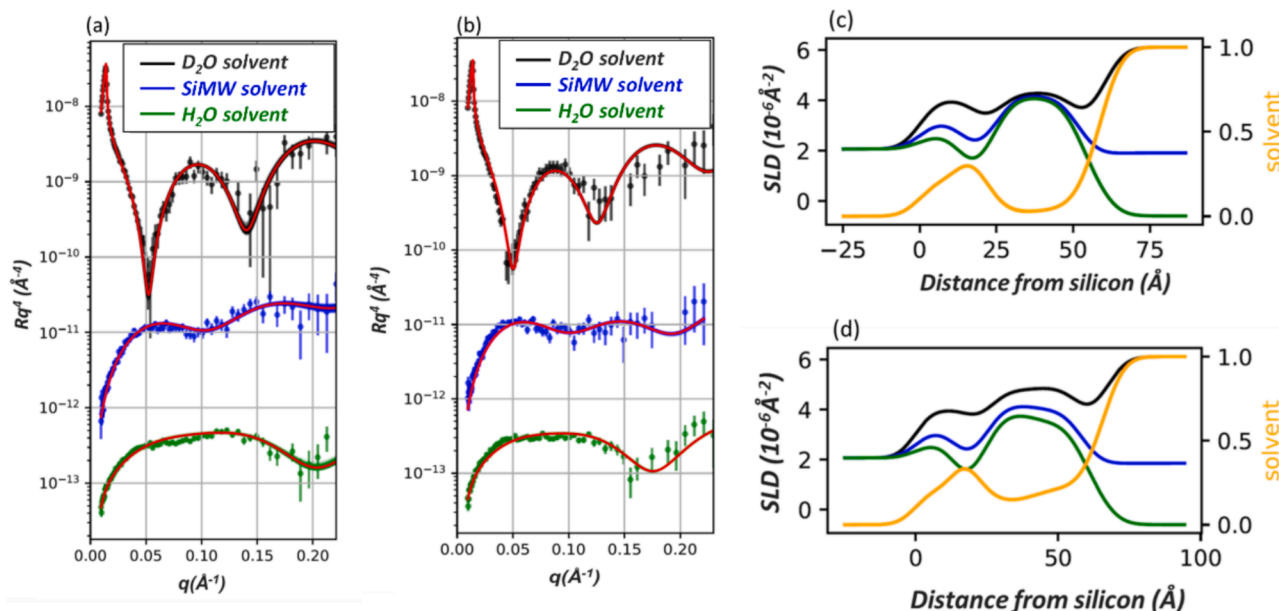 (a)
D₂O solvent
SiMW solvent
H₂O solvent
10⁻⁸
10⁻⁹
10⁻¹⁰
10⁻¹¹
10⁻¹²
10⁻¹³
Rq⁴ (Å⁻⁴)
0.00 0.05 0.10 0.15 0.20
q(Å⁻¹)
(b)
D₂O solvent
SiMW solvent
H₂O solvent
10⁻⁸
10⁻⁹
10⁻¹⁰
10⁻¹¹
10⁻¹²
10⁻¹³
Rq⁴ (Å⁻⁴)
0.00 0.05 0.10 0.15 0.20
q(Å⁻¹)
(c)
6
4
2
0
SLD (10⁻⁶Å⁻²)
1.0
0.5
0.0
solvent
−25 0 25 50 75
Distance from silicon (Å)
(d)
6
4
2
0
SLD (10⁻⁶Å⁻²)
1.0
0.5
0.0
solvent
0 50 100
Distance from silicon (Å)